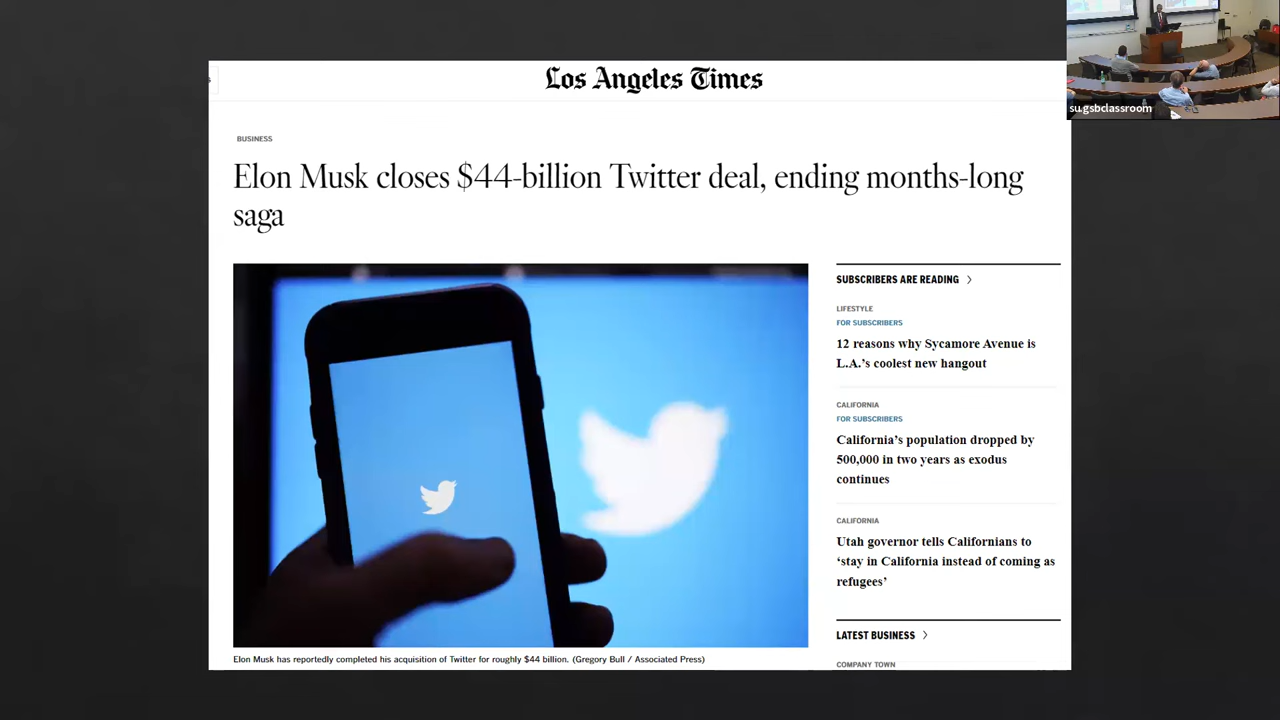 Los Angeles Times
su.gsbclassroom
BUSINESS
Elon Musk closes $44-billion Twitter deal, ending months-long
saga
SUBSCRIBERS ARE READING
LIFESTYLE
FOR SUBSCRIBERS
12 reasons why Sycamore Avenue is
L.A.’s coolest new hangout
CALIFORNIA
FOR SUBSCRIBERS
California’s population dropped by
500,000 in two years as exodus
continues
CALIFORNIA
Utah governor tells Californians to
‘stay in California instead of coming as
refugees’
LATEST BUSINESS
COMPANY TOWN
Elon Musk has reportedly completed his acquisition of Twitter for roughly $44 billion. (Gregory Bull / Associated Press)